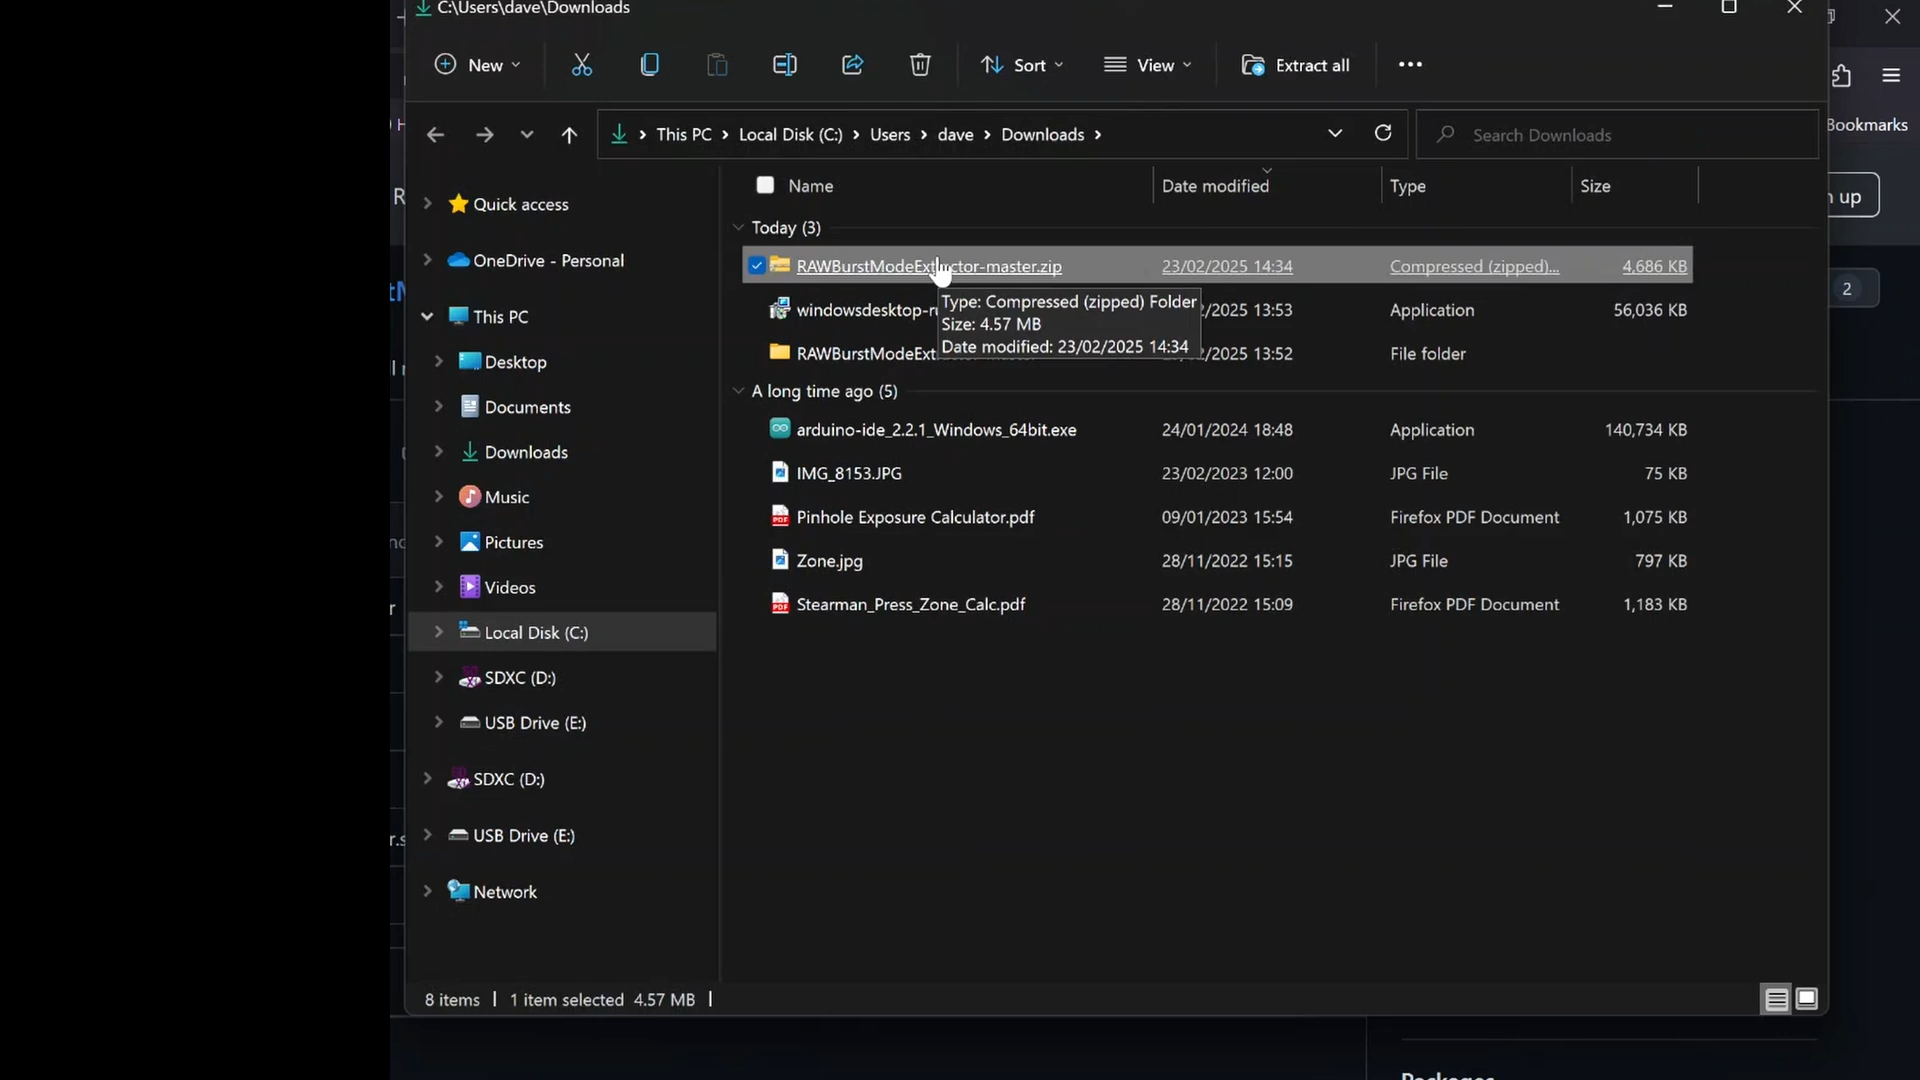 C:\Users\dave\Downloads
New
Sort
View
Extract all
This PC > Local Disk (C:) > Users > dave > Downloads >
Search Downloads
Bookmarks
up
2
Name Date modified Type Size
Quick access
OneDrive - Personal
This PC
Desktop
Documents
Downloads
Music
Pictures
Videos
Local Disk (C:)
SDXC (D:)
USB Drive (E:)
SDXC (D:)
USB Drive (E:)
Network
Today (3)
RAWBurstModeExtractor-master.zip 23/02/2025 14:34 Compressed (zipped)... 4,686 KB
windowsdesktop-ru /2025 13:53 Application 56,036 KB
RAWBurstModeExt /2025 13:52 File folder
Type: Compressed (zipped) Folder
Size: 4.57 MB
Date modified: 23/02/2025 14:34
A long time ago (5)
arduino-ide_2.2.1_Windows_64bit.exe 24/01/2024 18:48 Application 140,734 KB
IMG_8153.JPG 23/02/2023 12:00 JPG File 75 KB
Pinhole Exposure Calculator.pdf 09/01/2023 15:54 Firefox PDF Document 1,075 KB
Zone.jpg 28/11/2022 15:15 JPG File 797 KB
Stearman_Press_Zone_Calc.pdf 28/11/2022 15:09 Firefox PDF Document 1,183 KB
8 items | 1 item selected 4.57 MB |
Packages